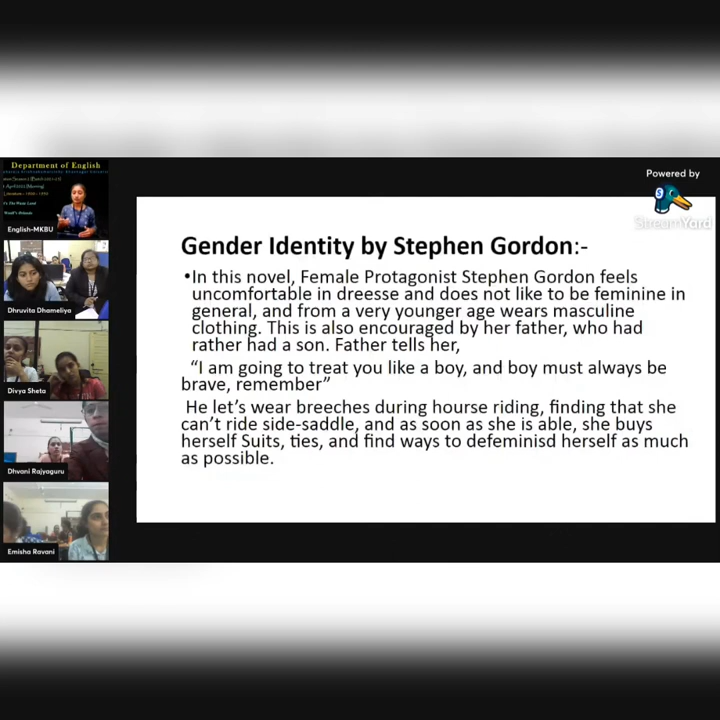 Department of English
English-MKBU
Dhruvita Dhameliya
Divya Sheta
Dhvani Rajyaguru
Emisha Ravani
Powered by
StreamYard
Gender Identity by Stephen Gordon:-
•In this novel, Female Protagonist Stephen Gordon feels
uncomfortable in dreesse and does not like to be feminine in
general, and from a very younger age wears masculine
clothing. This is also encouraged by her father, who had
rather had a son. Father tells her,
“I am going to treat you like a boy, and boy must always be
brave, remember”
He let’s wear breeches during hourse riding, finding that she
can’t ride side-saddle, and as soon as she is able, she buys
herself Suits, ties, and find ways to defeminisd herself as much
as possible.